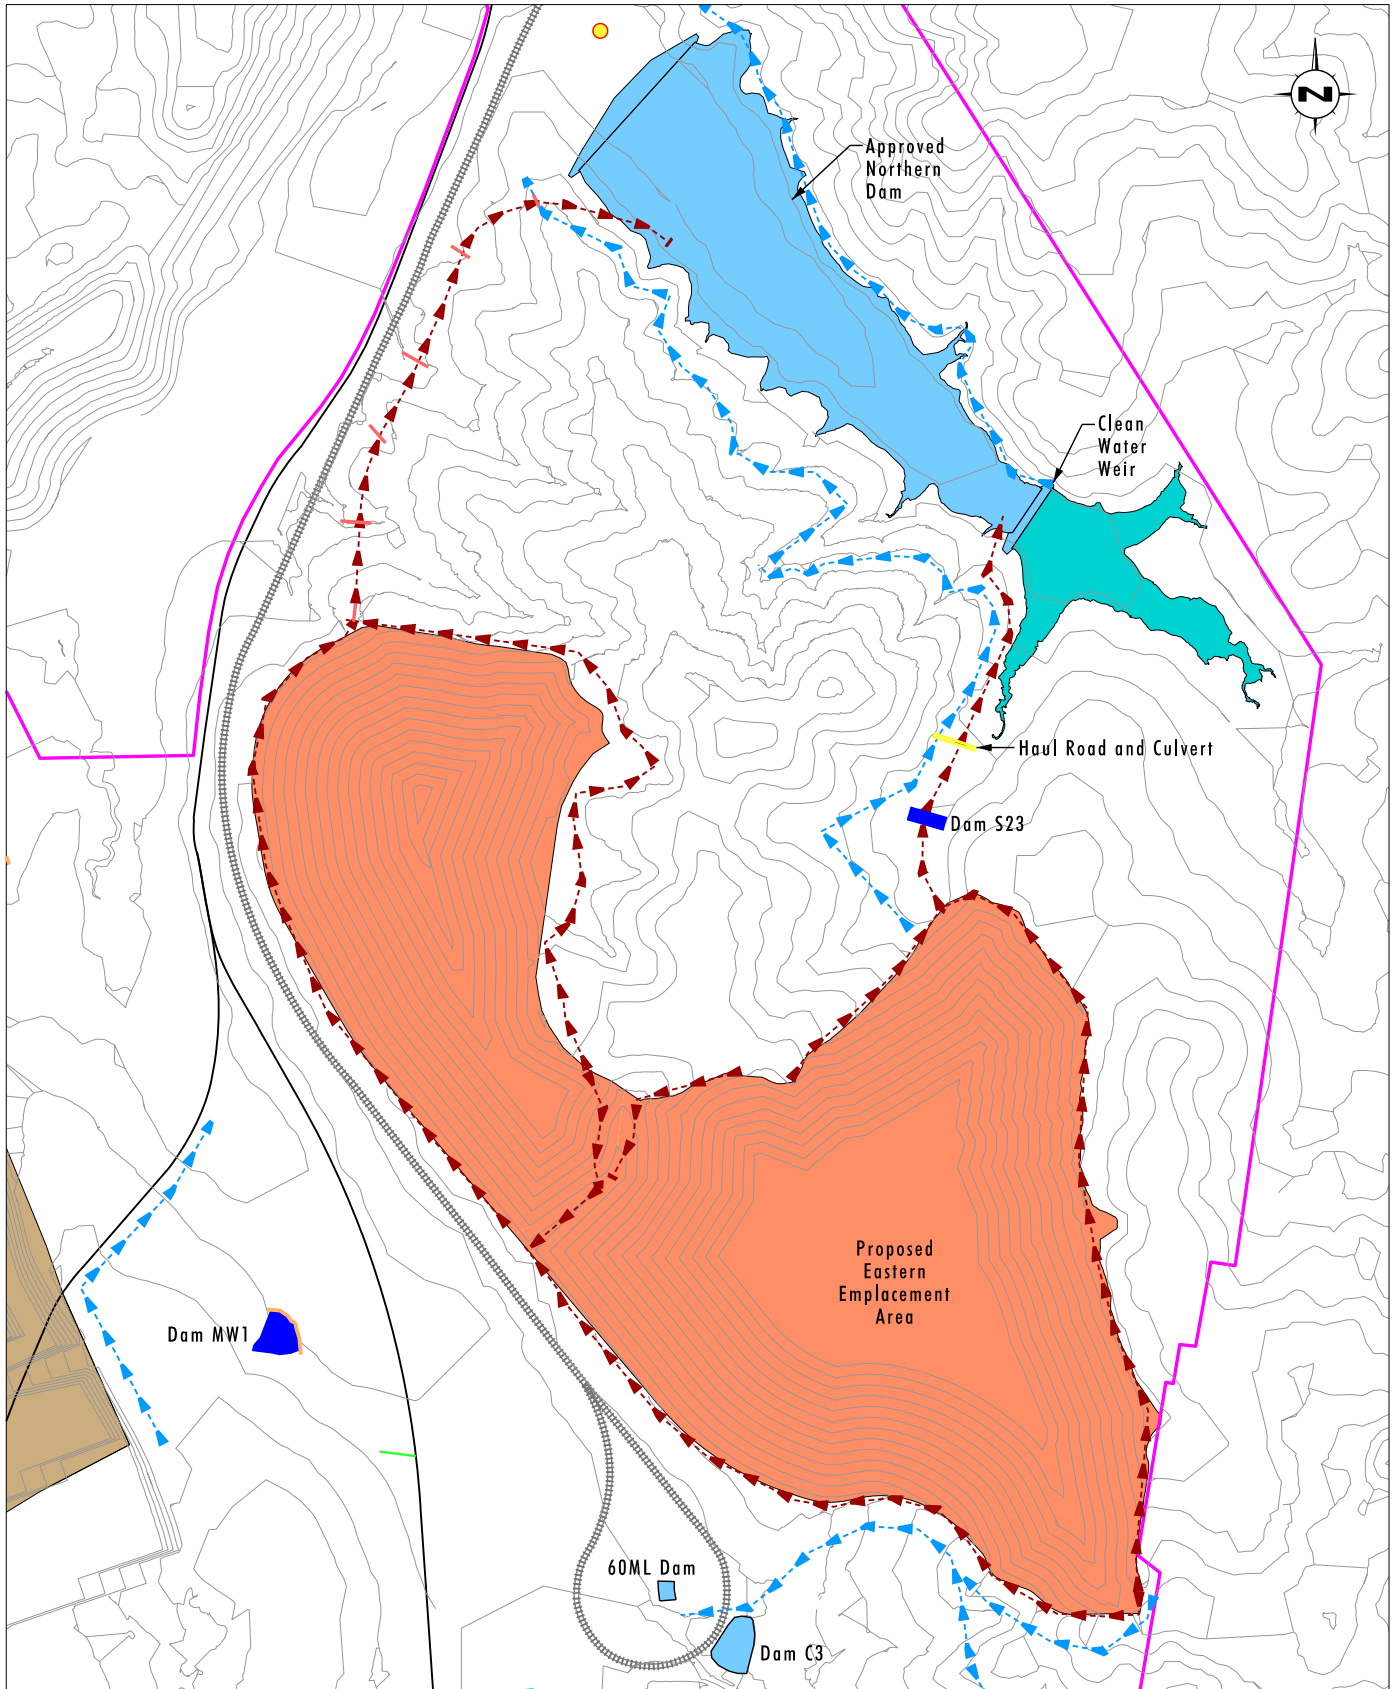 N
Approved
Northern
Dam
Clean
Water
Weir
Haul Road and Culvert
Dam S23
Proposed
Eastern
Emplacement
Area
Dam MW1
60ML Dam
Dam C3